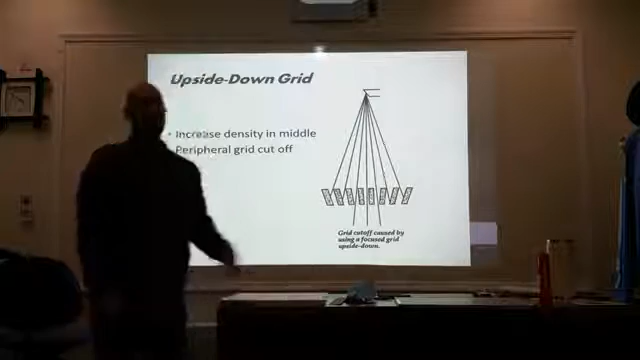 Upside-Down Grid
• Increase density in middle
Peripheral grid cut off
Grid cutoff caused by
using a focused grid
upside-down.